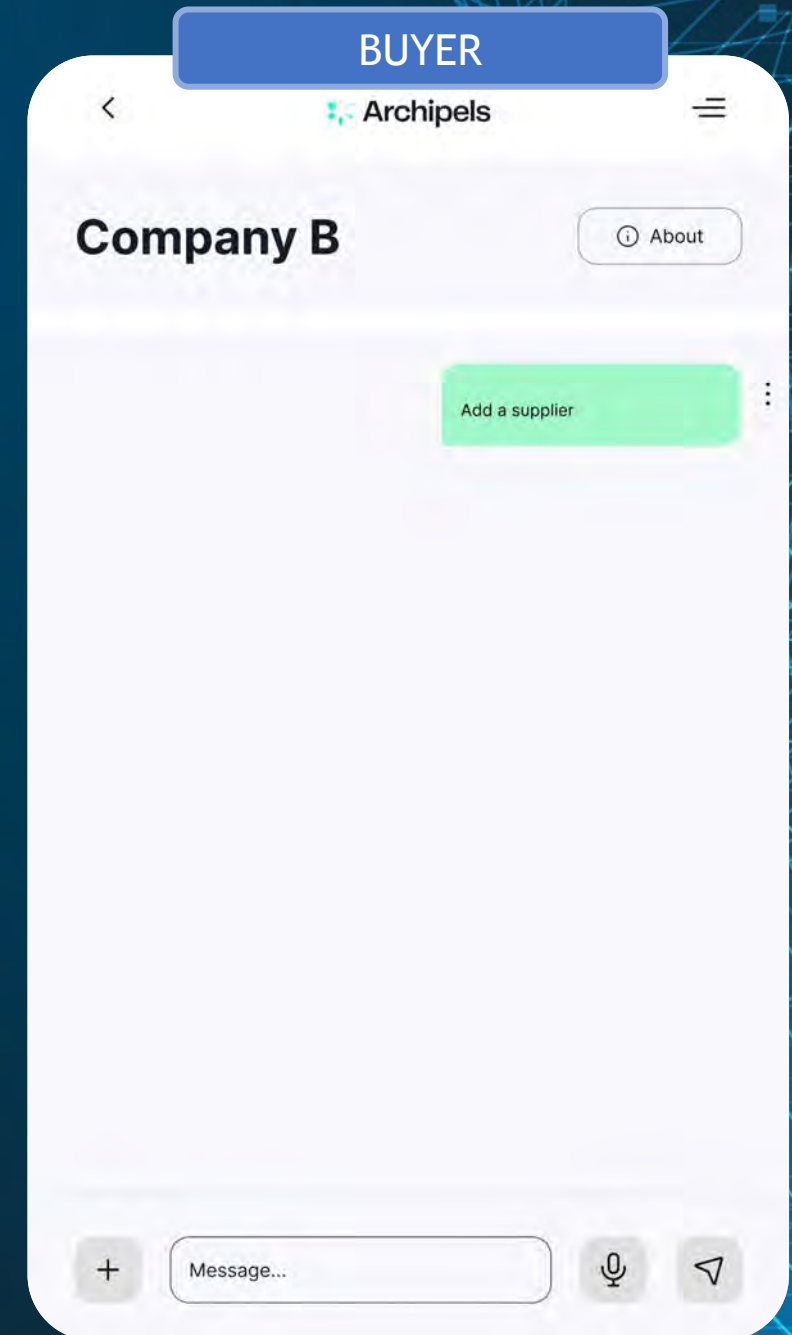 BUYER
Archipels
Company B
About
Add a supplier
Message...